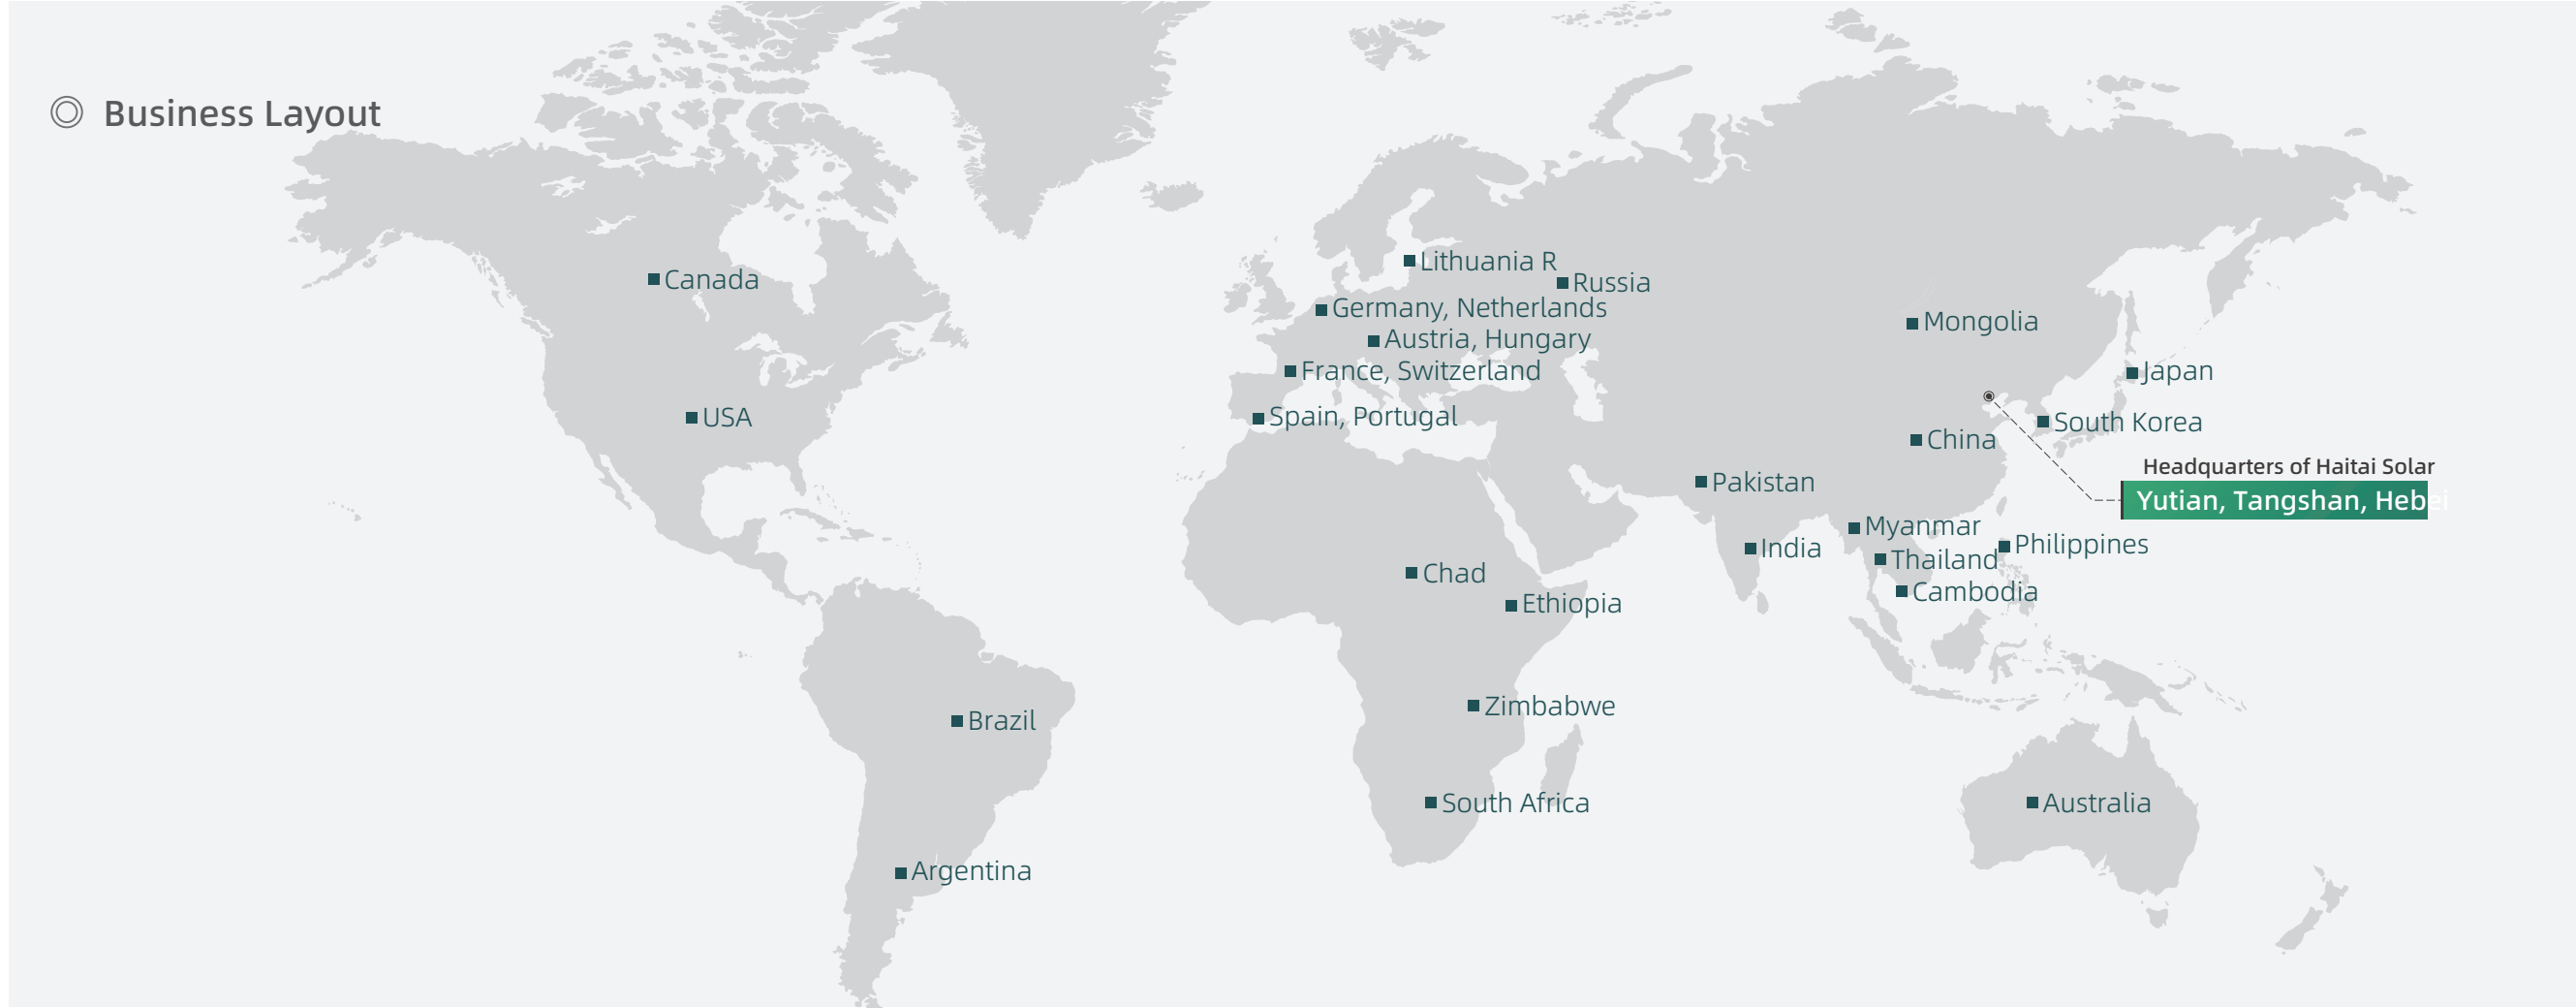 Business Layout
Lithuania R
Canada
Russia
Germany, Netherlands
Mongolia
Austria, Hungary
France, Switzerland
Japan
Spain, Portugal
USA
South Korea
China
Headquarters of Haitai Solar
Pakistan
Yutian, Tangshan, Hebei
Myanmar
Philippines
India
Thailand
Chad
Cambodia
Ethiopia
Zimbabwe
Brazil
South Africa
Australia
Argentina